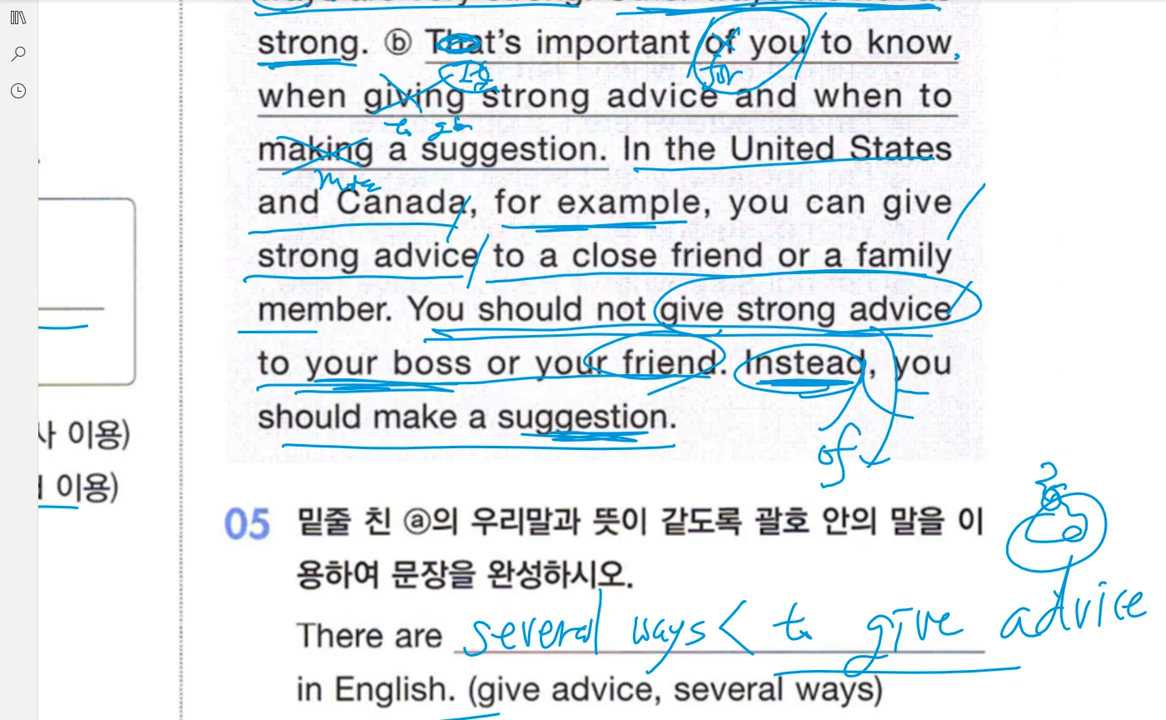 strong. ⓑ That's important of you to know,
It
for
when giving strong advice and when to
to give
making a suggestion. In the United States
make
and Canada, for example, you can give
strong advice to a close friend or a family
member. You should not give strong advice
to your boss or your friend. Instead, you
should make a suggestion.
of
사 이용)
이용)
05 밑줄 친 ⓐ의 우리말과 뜻이 같도록 괄호 안의 말을 이
용하여 문장을 완성하시오.
There are several ways < to give advice
in English. (give advice, several ways)